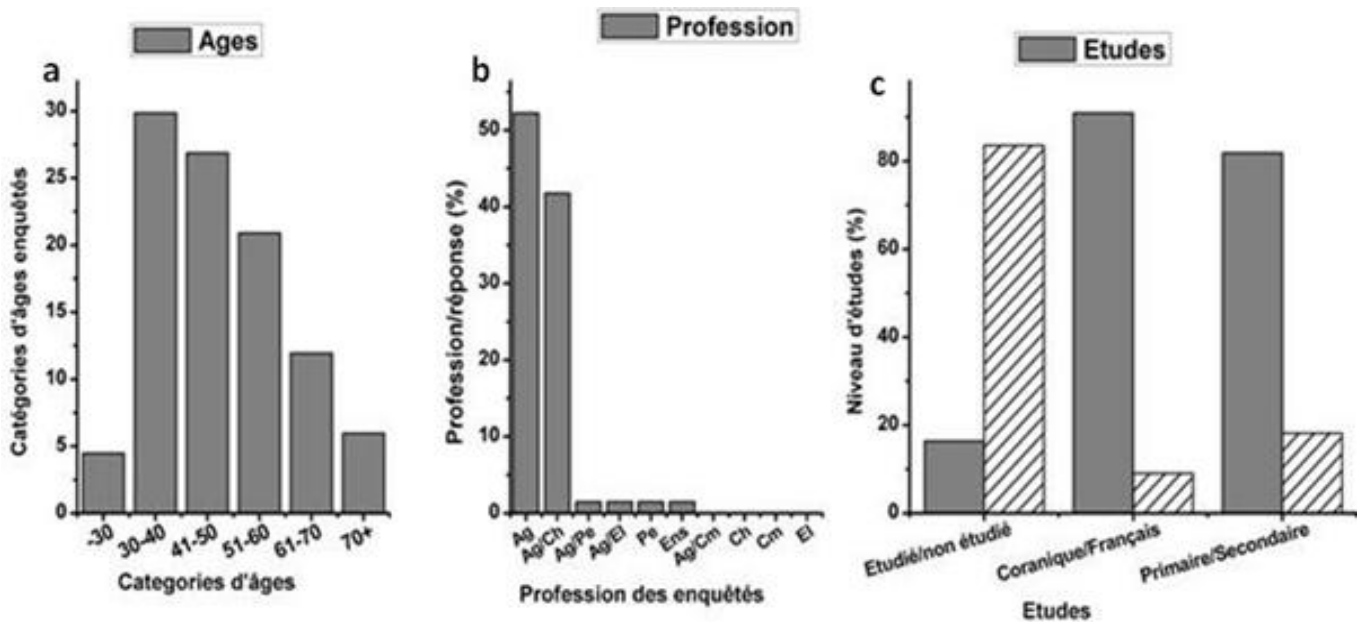 Ages
a
Catégories d'âges enquêtés
30
25
20
15
10
5
0
-30
30-40
41-50
51-60
61-70
70+
Categories d'âges
Profession
b
Profession/réponse (%)
50
40
30
20
10
0
Ag
Ag/Ch
Ag/Pe
Ag/El
Pe
Ens
Ag/Cm
Ch
Cm
El
Profession des enquêtés
Etudes
c
Niveau d'études (%)
80
60
40
20
0
Etudié/non étudié
Coranique/Français
Primaire/Secondaire
Etudes